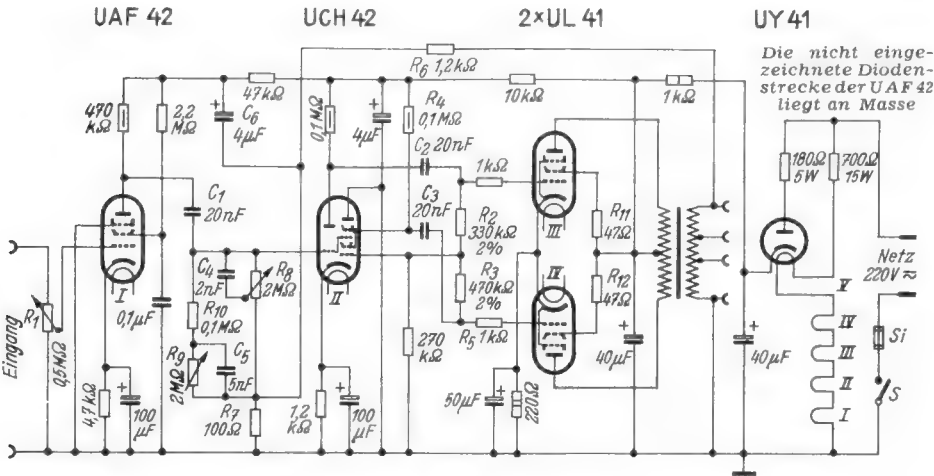 UAF 42
UCH 42
2×UL 41
UY 41
Die nicht einge-
zeichnete Dioden-
strecke der UAF 42
liegt an Masse
R6 1,2kΩ
47kΩ
10kΩ
1kΩ
470
kΩ
2,2
MΩ
C6
4µF
0,1MΩ
4µF
R4
0,1MΩ
C2 20nF
1kΩ
180Ω
5W
700Ω
15W
C1
20nF
C3
20nF
R2
330kΩ
2%
III
R11
47Ω
I
C4
2nF
R8
2MΩ
II
R3
470kΩ
2%
IV
R12
47Ω
Netz
220V ≂
V
IV
III
II
I
Si
S
Eingang
R1
0,5MΩ
0,1µF
R10
0,1MΩ
R9
2MΩ
C5
5nF
270
kΩ
R5 1kΩ
40µF
40µF
4,7kΩ
100
µF
R7
100Ω
1,2
kΩ
100
µF
50µF
220Ω